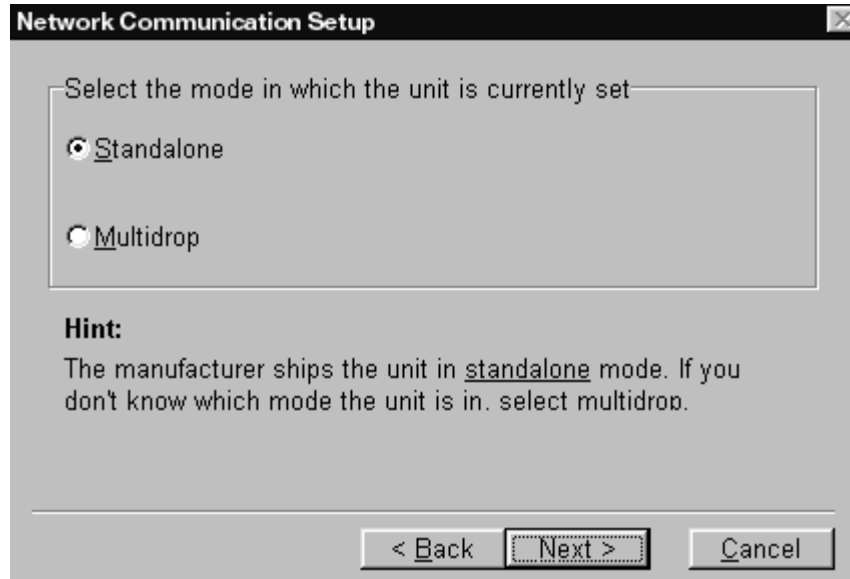 Network Communication Setup
Select the mode in which the unit is currently set
Standalone
Multidrop
Hint:
The manufacturer ships the unit in standalone mode. If you
don't know which mode the unit is in, select multidrop.
< Back Next > Cancel